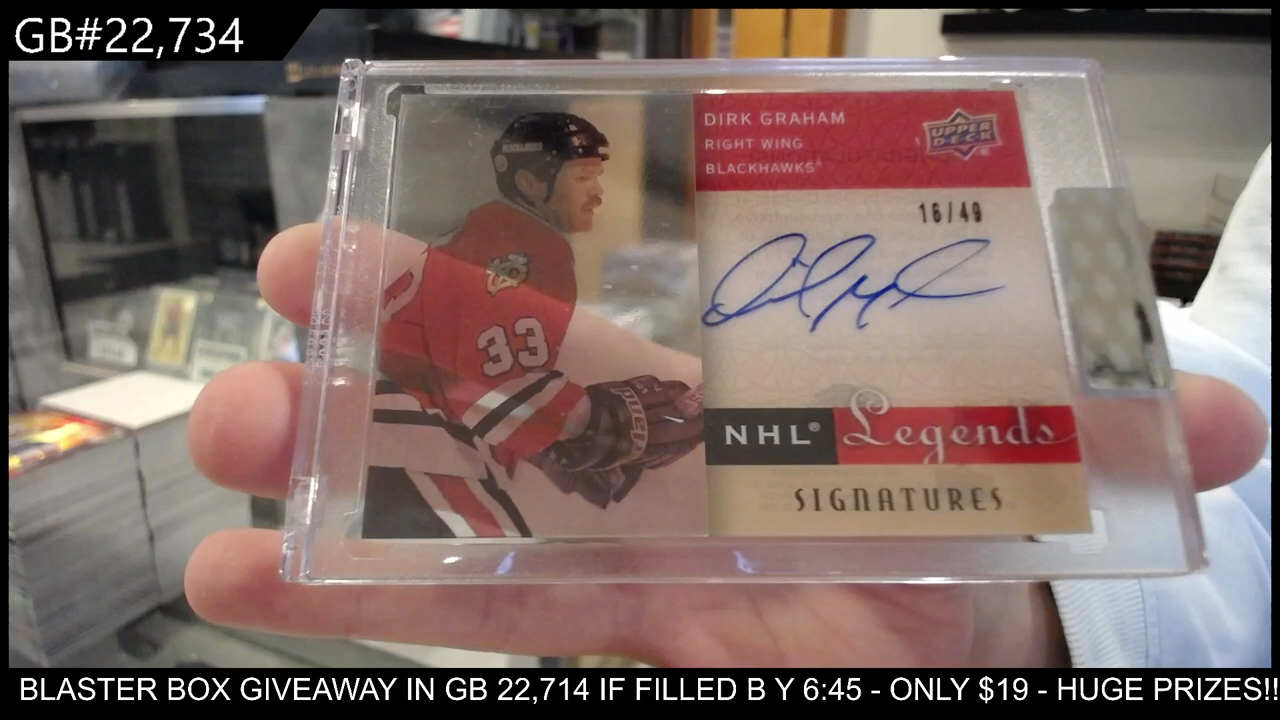 GB#22,734
DIRK GRAHAM
RIGHT WING
BLACKHAWKS®
UPPER
D·E·C·K
16/49
33
NHL® Legends
SIGNATURES
BLASTER BOX GIVEAWAY IN GB 22,714 IF FILLED B Y 6:45 - ONLY $19 - HUGE PRIZES!!